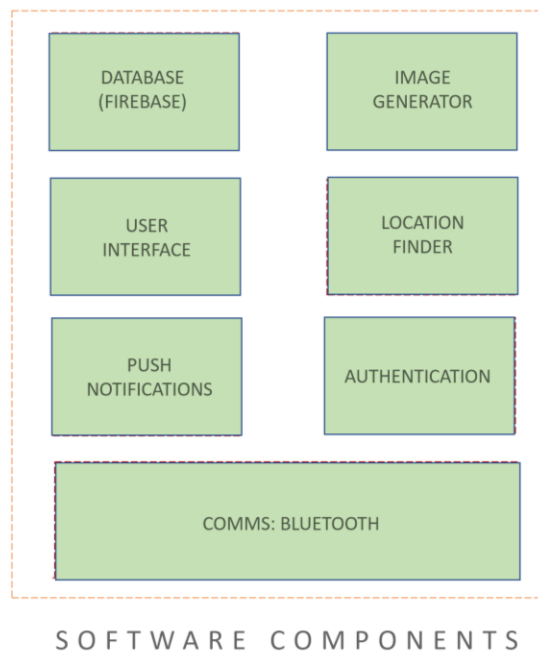 DATABASE
(FIREBASE)
IMAGE
GENERATOR
USER
INTERFACE
LOCATION
FINDER
PUSH
NOTIFICATIONS
AUTHENTICATION
COMMS: BLUETOOTH
SOFTWARE COMPONENTS